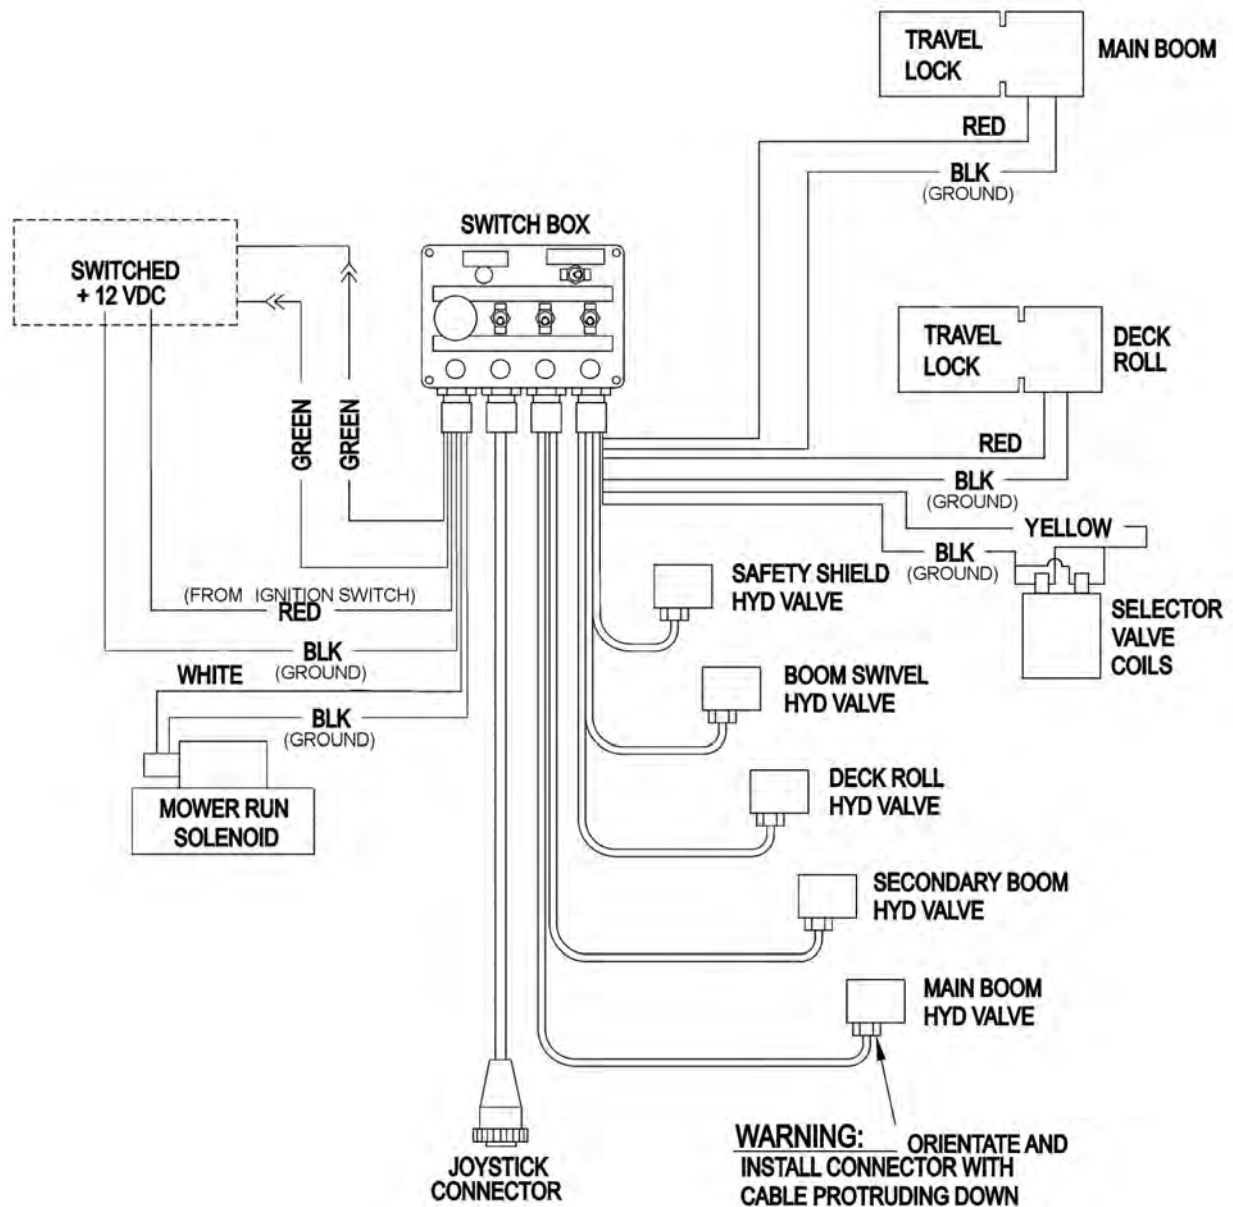 TRAVEL
LOCK
MAIN BOOM
RED
BLK
(GROUND)
SWITCH BOX
SWITCHED
+ 12 VDC
TRAVEL
LOCK
DECK
ROLL
GREEN
GREEN
RED
BLK
(GROUND)
YELLOW
BLK
(GROUND)
SELECTOR
VALVE
COILS
(FROM IGNITION SWITCH)
RED
BLK
(GROUND)
WHITE
BLK
(GROUND)
MOWER RUN
SOLENOID
SAFETY SHIELD
HYD VALVE
BOOM SWIVEL
HYD VALVE
DECK ROLL
HYD VALVE
SECONDARY BOOM
HYD VALVE
MAIN BOOM
HYD VALVE
JOYSTICK
CONNECTOR
WARNING: ORIENTATE AND
INSTALL CONNECTOR WITH
CABLE PROTRUDING DOWN